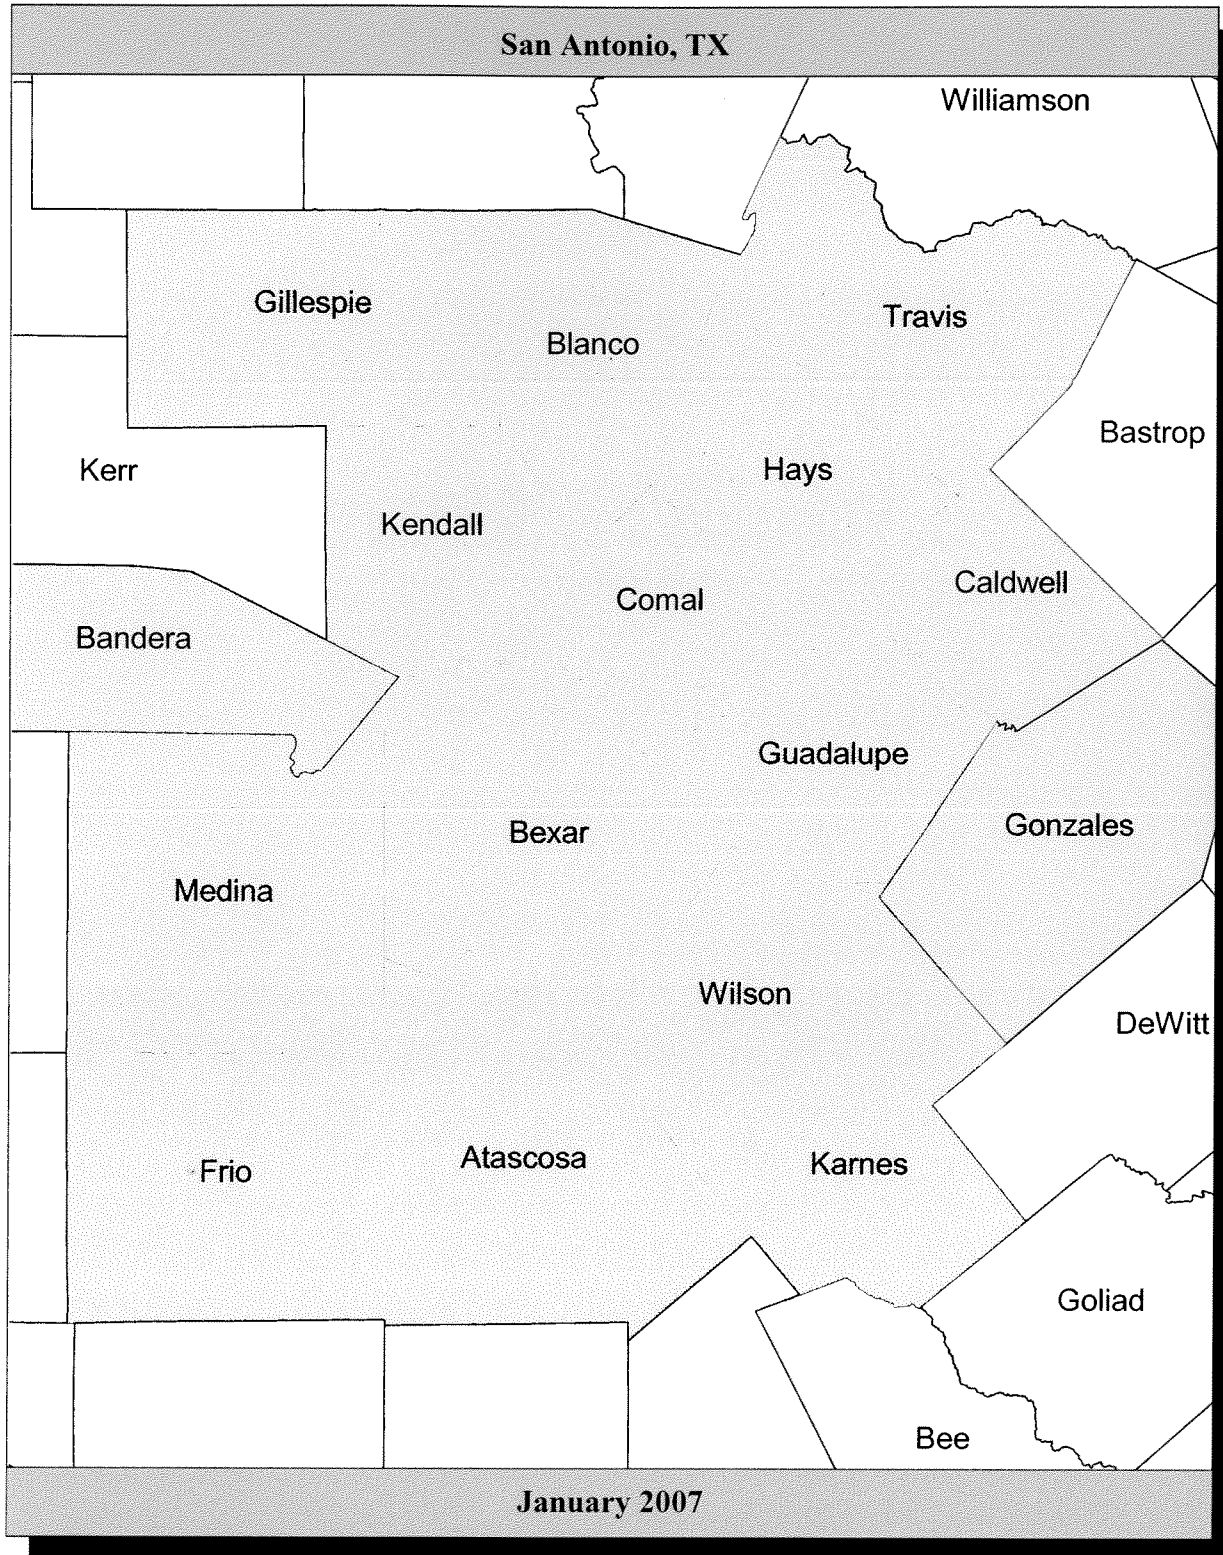 San Antonio, TX
Williamson
Gillespie
Travis
Blanco
Bastrop
Kerr
Hays
Kendall
Caldwell
Comal
Bandera
Guadalupe
Gonzales
Bexar
Medina
Wilson
DeWitt
Atascosa
Karnes
Frio
Goliad
Bee
January 2007